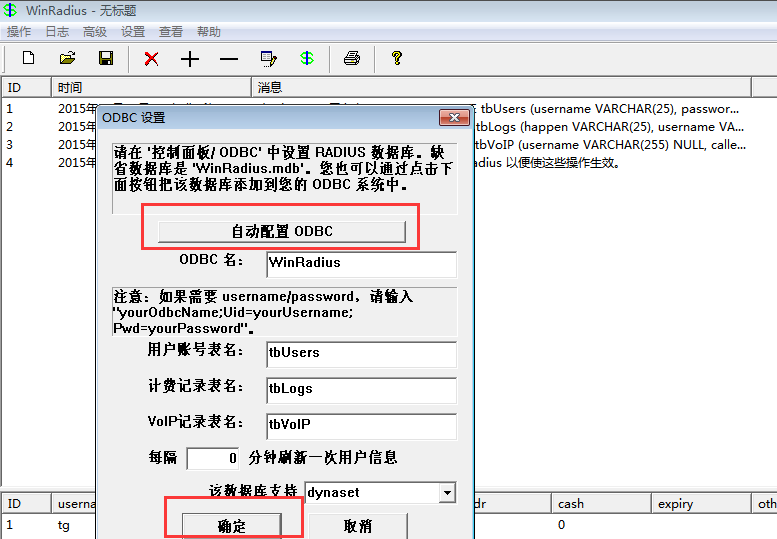 WinRadius - 无标题
操作 日志 高级 设置 查看 帮助
ID 时间 消息
1 2015年 tbUsers (username VARCHAR(25), passwor...
2 2015年 tbLogs (happen VARCHAR(25), username VA...
3 2015年 tbVoIP (username VARCHAR(255) NULL, calle...
4 2015年 adius 以便使这些操作生效。
ODBC 设置
请在 '控制面板/ ODBC' 中设置 RADIUS 数据库。缺
省数据库是 'WinRadius.mdb'。您也可以通过点击下
面按钮把该数据库添加到您的 ODBC 系统中。
自动配置 ODBC
ODBC 名： WinRadius
注意：如果需要 username/password，请输入
"yourOdbcName;Uid=yourUsername;
Pwd=yourPassword"。
用户账号表名： tbUsers
计费记录表名： tbLogs
VoIP记录表名： tbVoIP
每隔 0 分钟刷新一次用户信息
该数据库支持 dynaset
确定 取消
ID userna dr cash expiry oth
1 tg 0